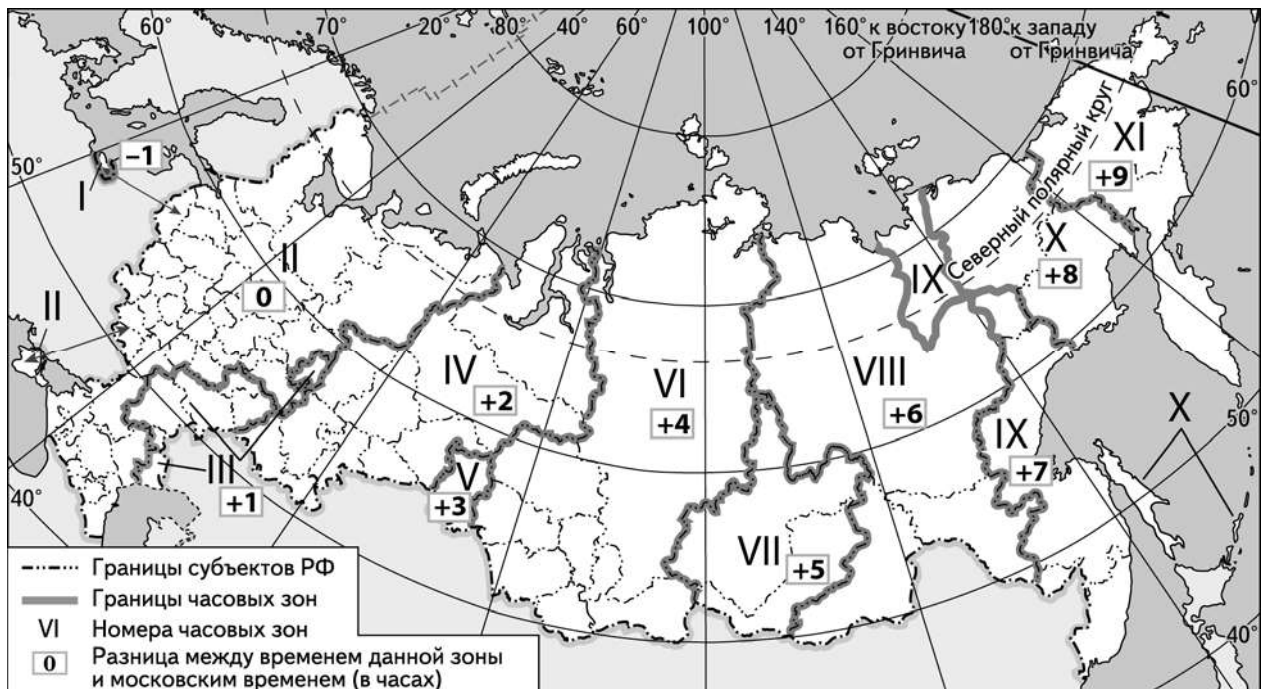 60° 70° 20° 40° 60° 80° 100° 120° 140° 160° к востоку 180° к западу
от Гринвича от Гринвича
60°
50°
–1
I
II
0
II
III
+1
40°
IV
+2
V
+3
VI
+4
VII
+5
VIII
+6
IX
IX
+7
Северный полярный круг
X
+8
XI
+9
X
50°
40°
Границы субъектов РФ
Границы часовых зон
VI Номера часовых зон
0 Разница между временем данной зоны
и московским временем (в часах)